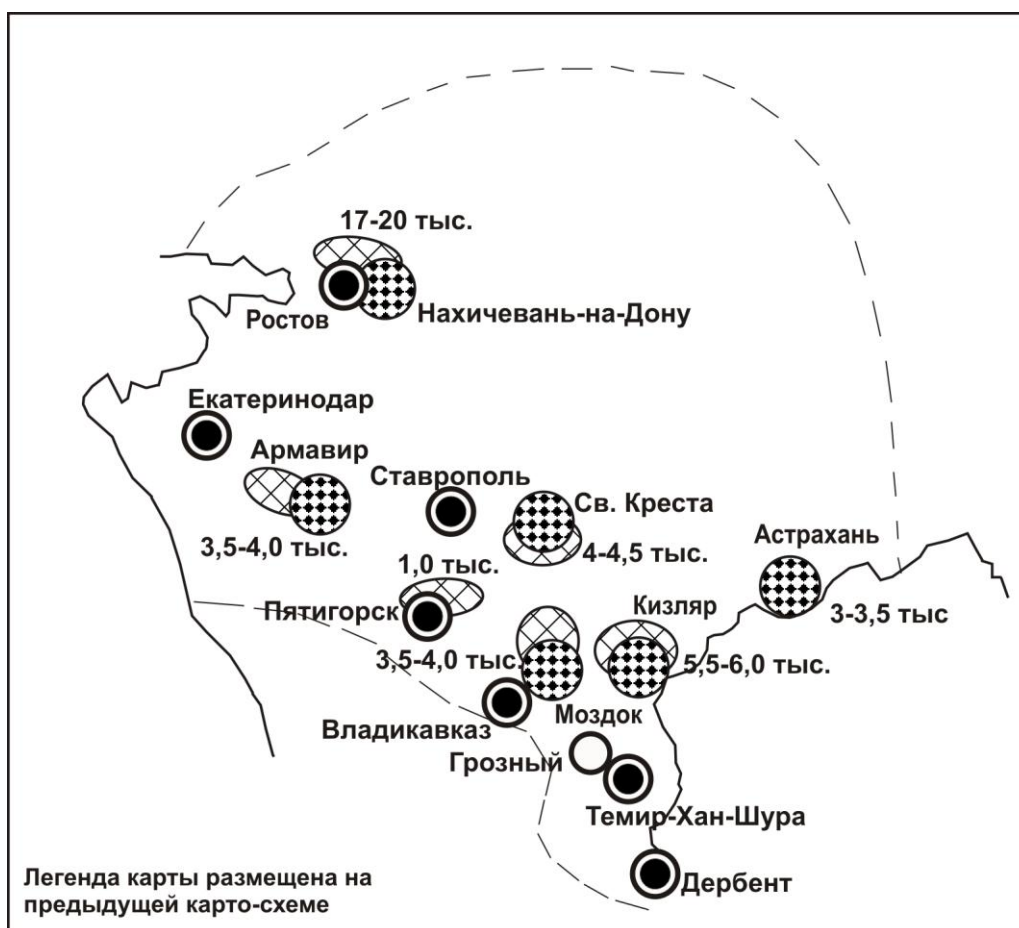 17-20 тыс.
Ростов
Нахичевань-на-Дону
Екатеринодар
Армавир
Ставрополь
Св. Креста
3,5-4,0 тыс.
4-4,5 тыс.
Астрахань
1,0 тыс.
Пятигорск
Кизляр
3-3,5 тыс
3,5-4,0 тыс.
5,5-6,0 тыс.
Моздок
Владикавказ
Грозный
Темир-Хан-Шура
Дербент
Легенда карты размещена на
предыдущей карто-схеме